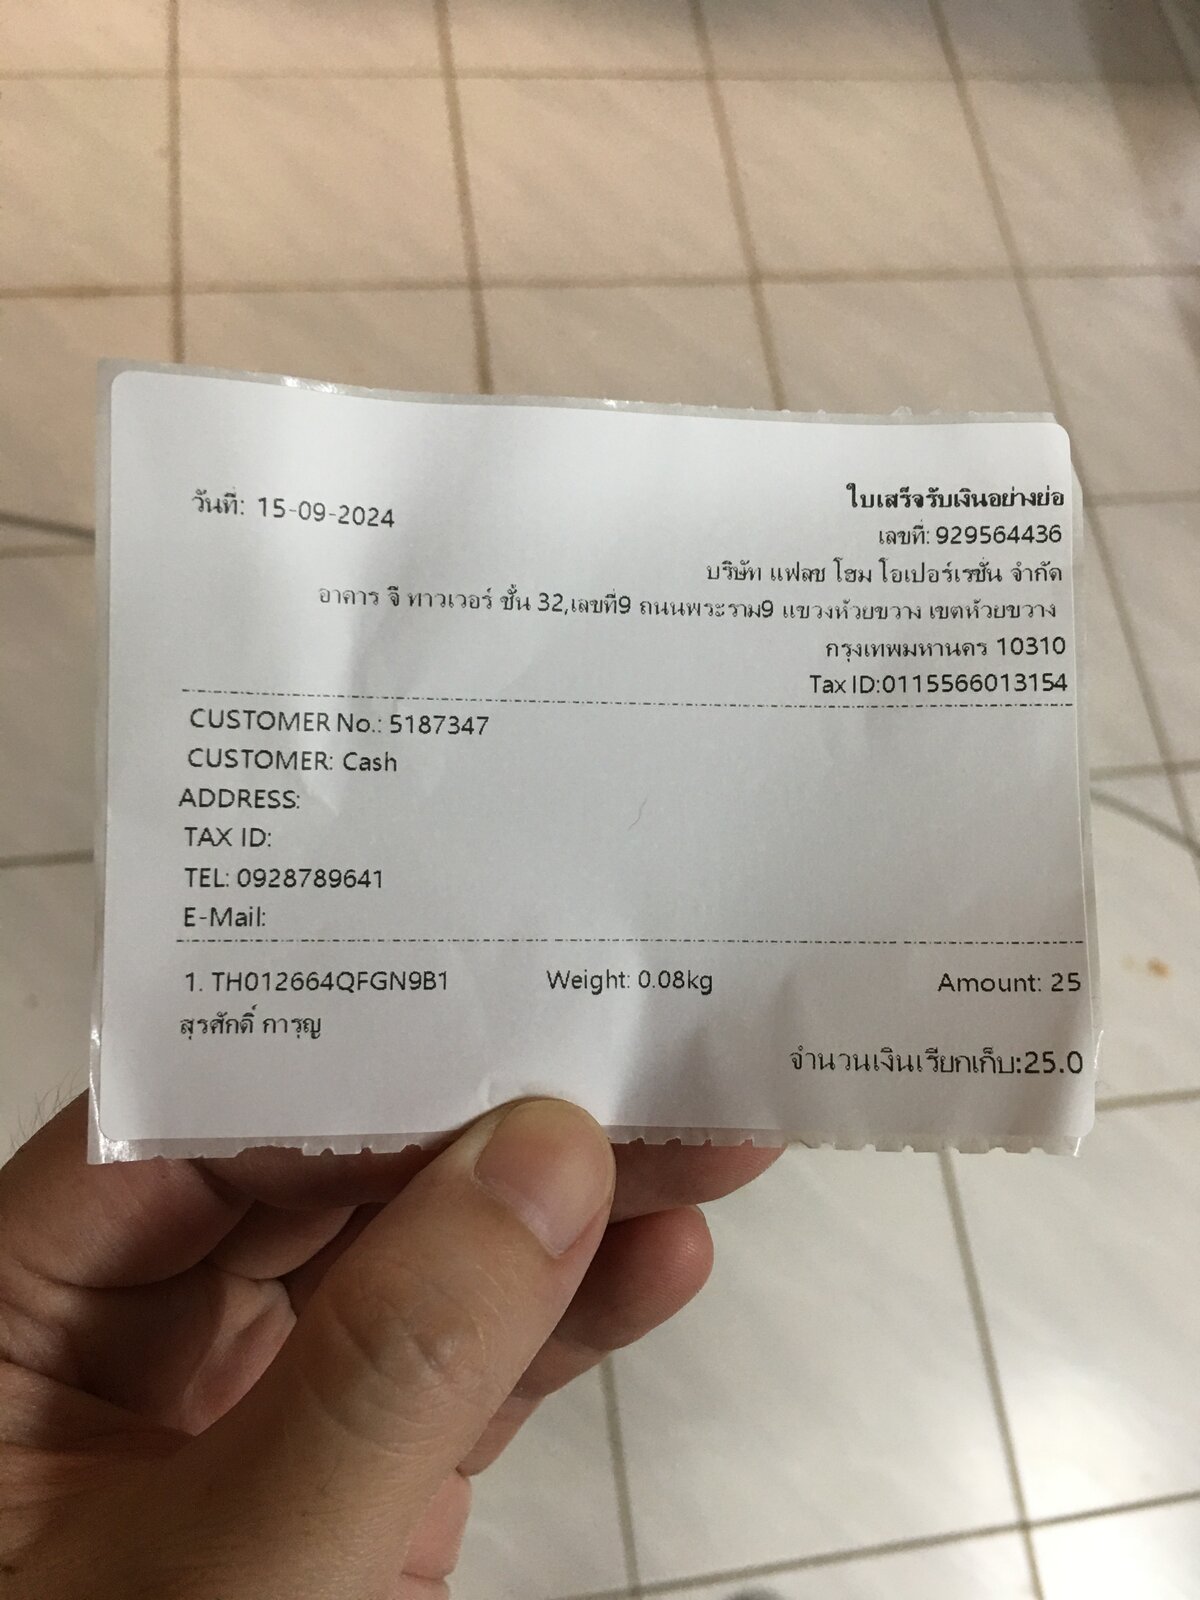 วันที่: 15-09-2024
ใบเสร็จรับเงินอย่างย่อ
เลขที่: 929564436
บริษัท แฟลช โฮม โอเปอร์เรชั่น จำกัด
อาคาร จี ทาวเวอร์ ชั้น 32,เลขที่9 ถนนพระราม9 แขวงห้วยขวาง เขตห้วยขวาง
กรุงเทพมหานคร 10310
Tax ID:0115566013154
CUSTOMER No.: 5187347
CUSTOMER: Cash
ADDRESS:
TAX ID:
TEL: 0928789641
E-Mail:
1. TH012664QFGN9B1 Weight: 0.08kg Amount: 25
สุรศักดิ์ การุญ
จำนวนเงินเรียกเก็บ:25.0